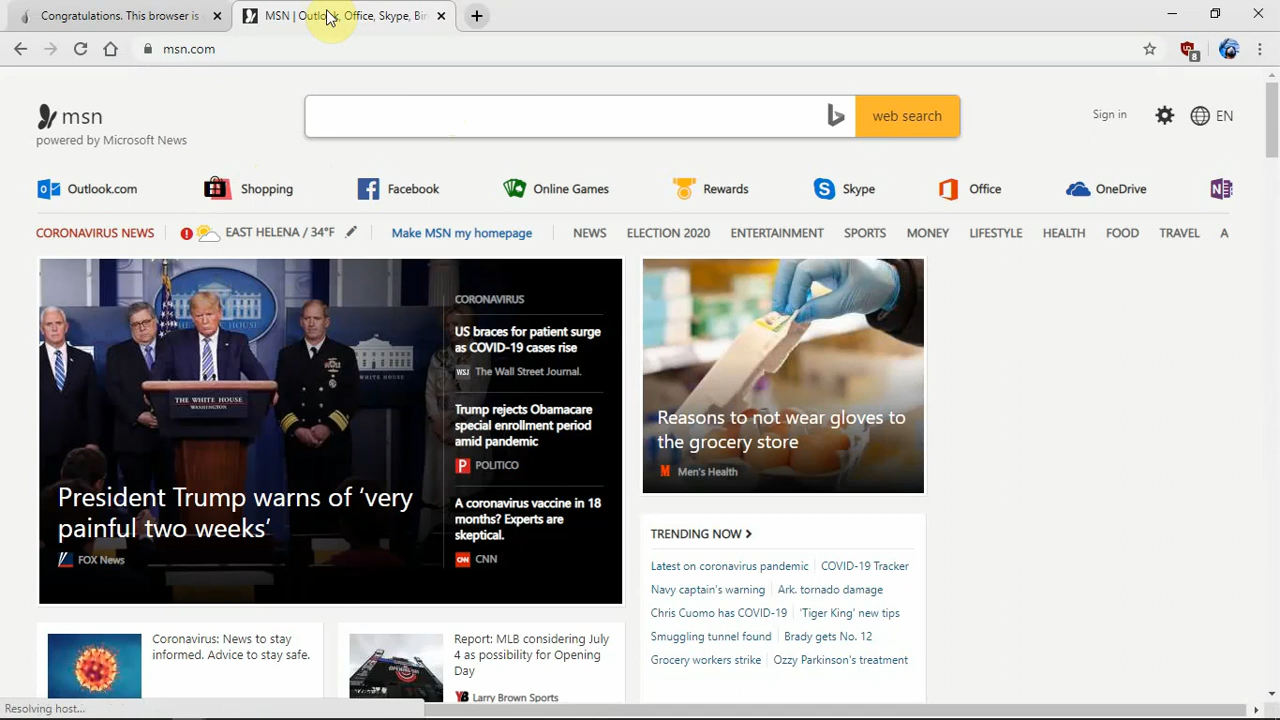 Congratulations. This browser is
MSN | Outlook, Office, Skype, Bin
msn.com
8
msn
powered by Microsoft News
web search
Sign in
EN
Outlook.com
Shopping
Facebook
Online Games
Rewards
Skype
Office
OneDrive
CORONAVIRUS NEWS
EAST HELENA / 34°F
Make MSN my homepage
NEWS
ELECTION 2020
ENTERTAINMENT
SPORTS
MONEY
LIFESTYLE
HEALTH
FOOD
TRAVEL
A
THE WHITE HOUSE
WASHINGTON
THE WHITE HOUSE
WASHINGTON
President Trump warns of ‘very
painful two weeks’
FOX News
CORONAVIRUS
US braces for patient surge
as COVID-19 cases rise
WSJ The Wall Street Journal.
Trump rejects Obamacare
special enrollment period
amid pandemic
P POLITICO
A coronavirus vaccine in 18
months? Experts are
skeptical.
CNN CNN
Reasons to not wear gloves to
the grocery store
M Men's Health
TRENDING NOW
Latest on coronavirus pandemic
COVID-19 Tracker
Navy captain's warning
Ark. tornado damage
Chris Cuomo has COVID-19
'Tiger King' new tips
Smuggling tunnel found
Brady gets No. 12
Grocery workers strike
Ozzy Parkinson's treatment
Coronavirus: News to stay
informed. Advice to stay safe.
Report: MLB considering July
4 as possibility for Opening
Day
Larry Brown Sports
Resolving host...